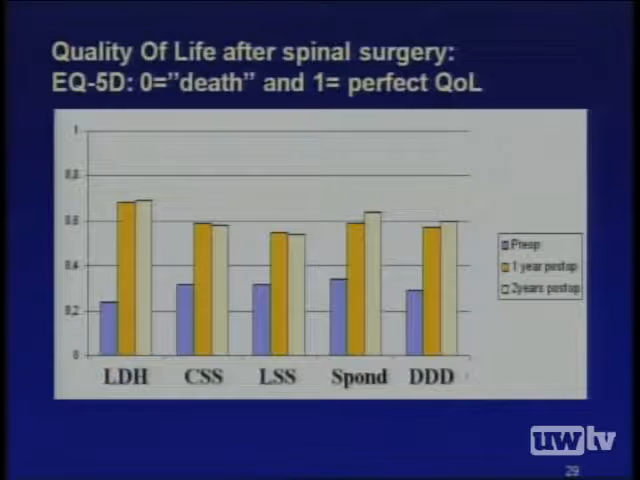 Quality Of Life after spinal surgery:
EQ-5D: 0="death" and 1= perfect QoL
1
0,8
0,6
0,4
0,2
0
LDH CSS LSS Spond DDD
Preop
1 year postop
2years postop
uwtv
29